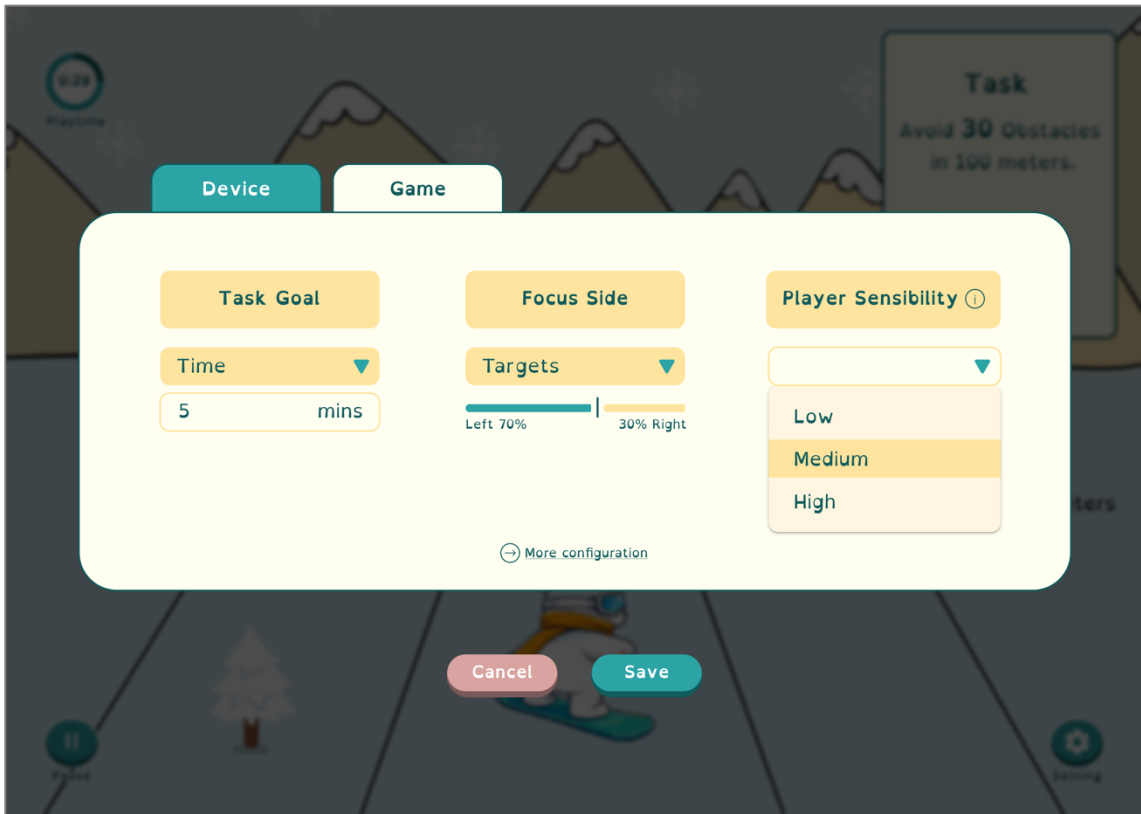 0:29
Playtime
Task
Avoid 30 Obstacles
in 100 meters.
Device
Game
Task Goal
Focus Side
Player Sensibility
Time
Targets
5 mins
Left 70%
30% Right
Low
Medium
High
More configuration
Cancel
Save
Pause
Setting